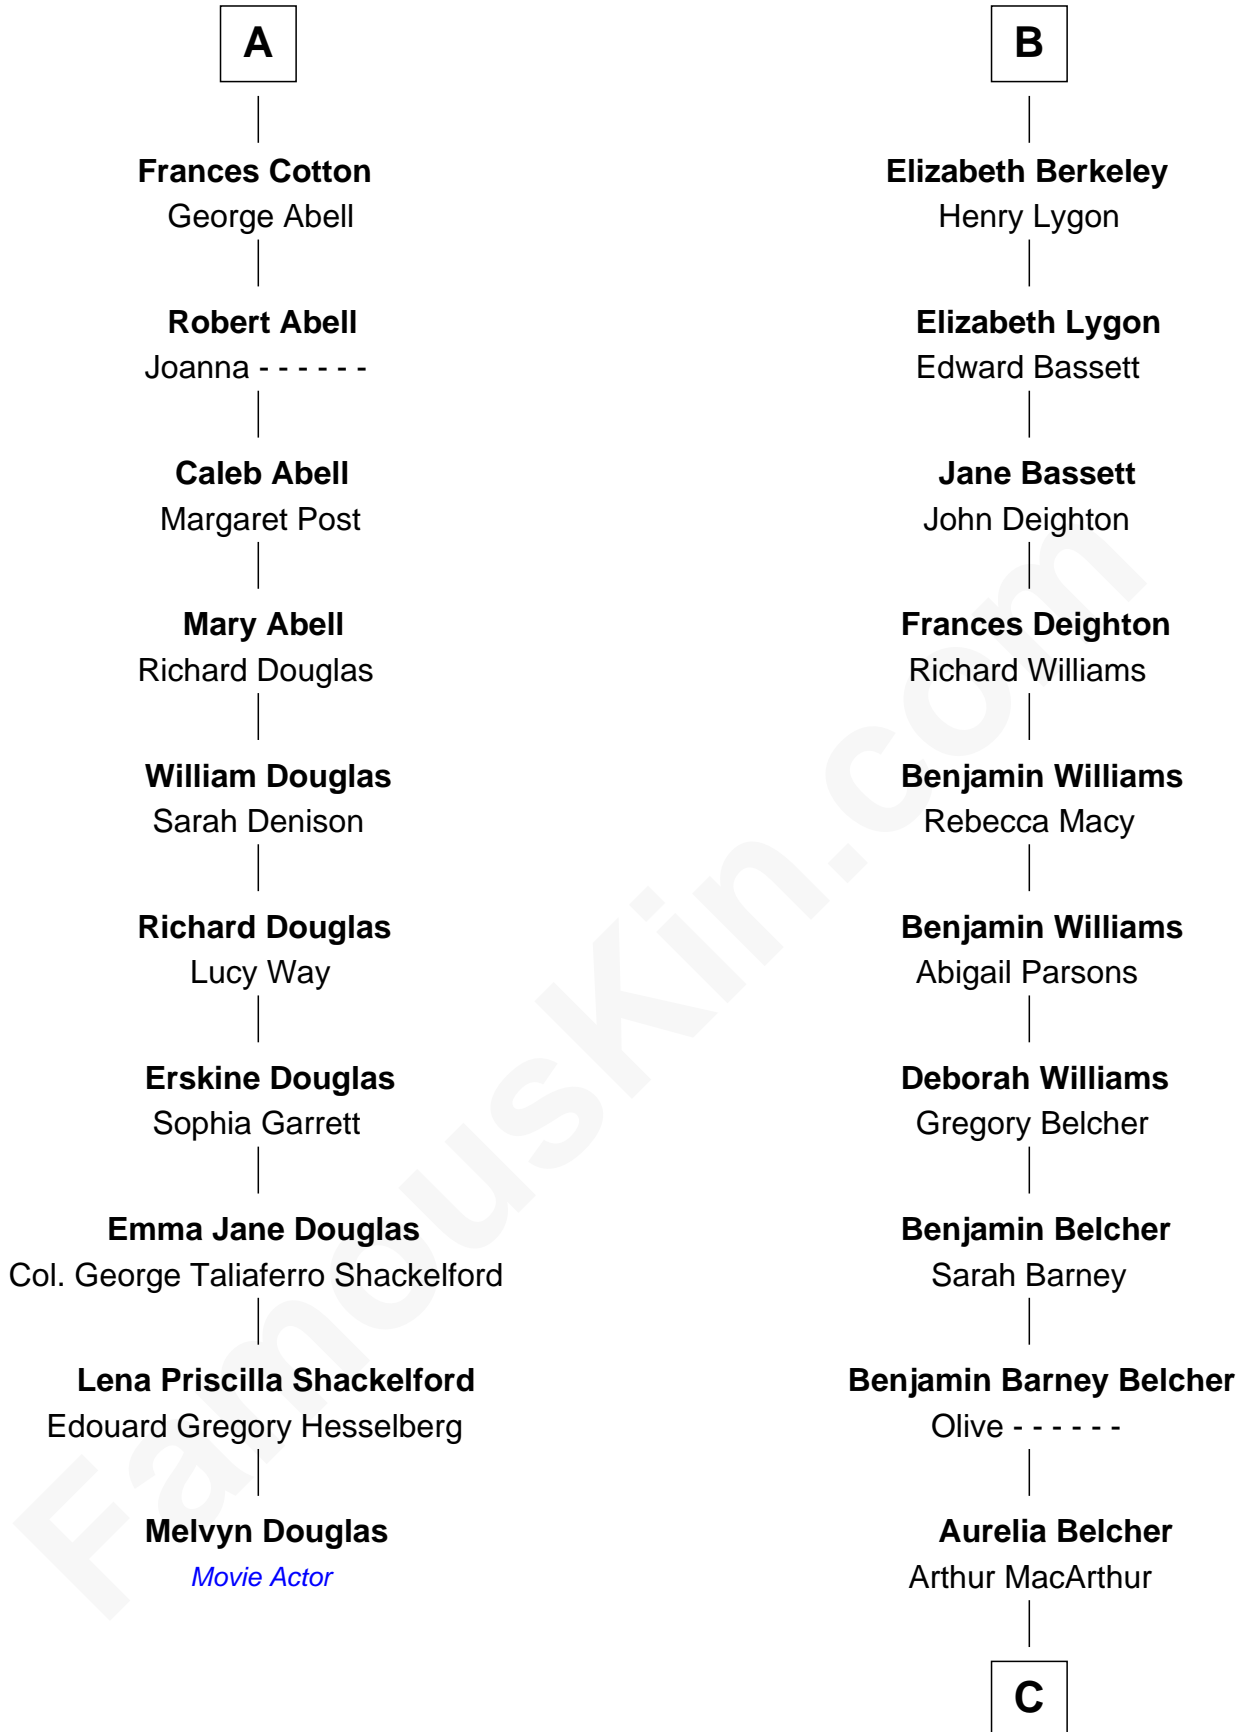 A
Frances Cotton
George Abell
Robert Abell
Joanna - - - - - -
Caleb Abell
Margaret Post
Mary Abell
Richard Douglas
William Douglas
Sarah Denison
Richard Douglas
Lucy Way
Erskine Douglas
Sophia Garrett
Emma Jane Douglas
Col. George Taliaferro Shackelford
Lena Priscilla Shackelford
Edouard Gregory Hesselberg
Melvyn Douglas
Movie Actor
B
Elizabeth Berkeley
Henry Lygon
Elizabeth Lygon
Edward Bassett
Jane Bassett
John Deighton
Frances Deighton
Richard Williams
Benjamin Williams
Rebecca Macy
Benjamin Williams
Abigail Parsons
Deborah Williams
Gregory Belcher
Benjamin Belcher
Sarah Barney
Benjamin Barney Belcher
Olive - - - - - -
Aurelia Belcher
Arthur MacArthur
C
FamousKin.com